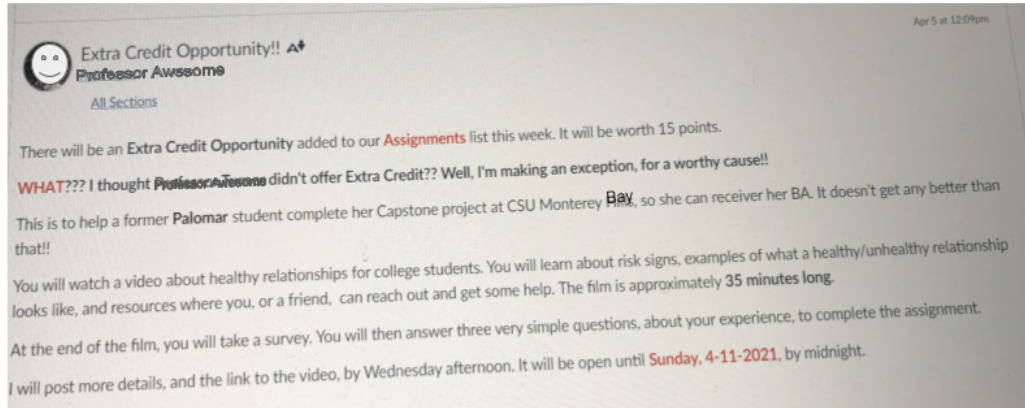 Apr 5 at 12:09pm
Extra Credit Opportunity!! A+
Professor Awssome
All Sections
There will be an Extra Credit Opportunity added to our Assignments list this week. It will be worth 15 points.
WHAT??? I thought didn't offer Extra Credit?? Well, I'm making an exception, for a worthy cause!!
This is to help a former Palomar student complete her Capstone project at CSU Monterey Bay, so she can receiver her BA. It doesn't get any better than
that!!
You will watch a video about healthy relationships for college students. You will learn about risk signs, examples of what a healthy/unhealthy relationship
looks like, and resources where you, or a friend, can reach out and get some help. The film is approximately 35 minutes long.
At the end of the film, you will take a survey. You will then answer three very simple questions, about your experience, to complete the assignment.
I will post more details, and the link to the video, by Wednesday afternoon. It will be open until Sunday, 4-11-2021, by midnight.